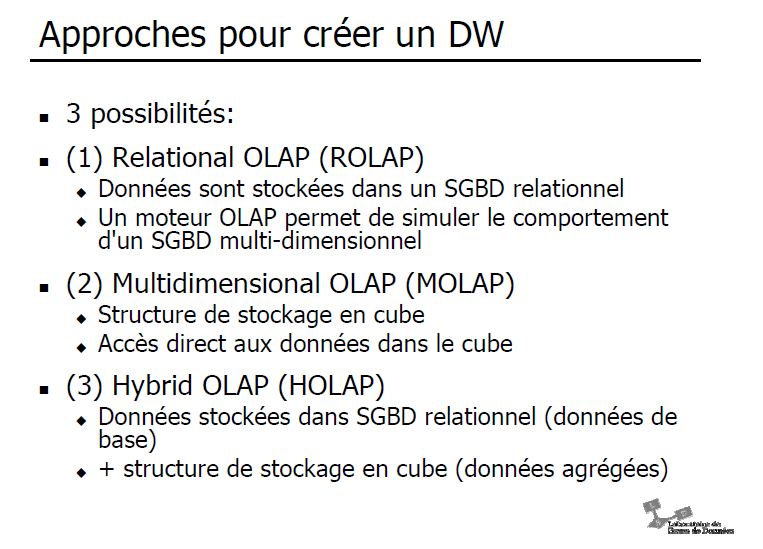 Approches pour créer un DW
3 possibilités:
(1) Relational OLAP (ROLAP)
Données sont stockées dans un SGBD relationnel
Un moteur OLAP permet de simuler le comportement
d'un SGBD multi-dimensionnel
(2) Multidimensional OLAP (MOLAP)
Structure de stockage en cube
Accès direct aux données dans le cube
(3) Hybrid OLAP (HOLAP)
Données stockées dans SGBD relationnel (données de
base)
+ structure de stockage en cube (données agrégées)
de Données